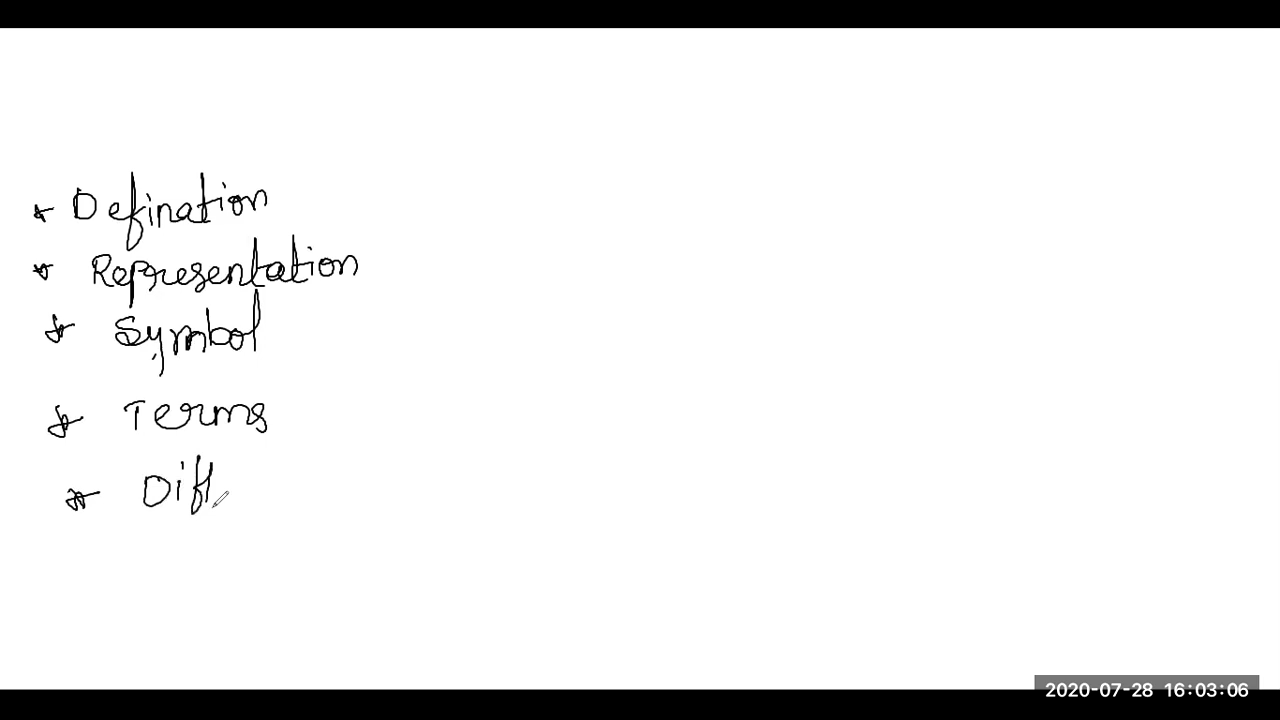 * Defination
* Representation
* Symbol
* Terms
* Diff
2020-07-28 16:03:06